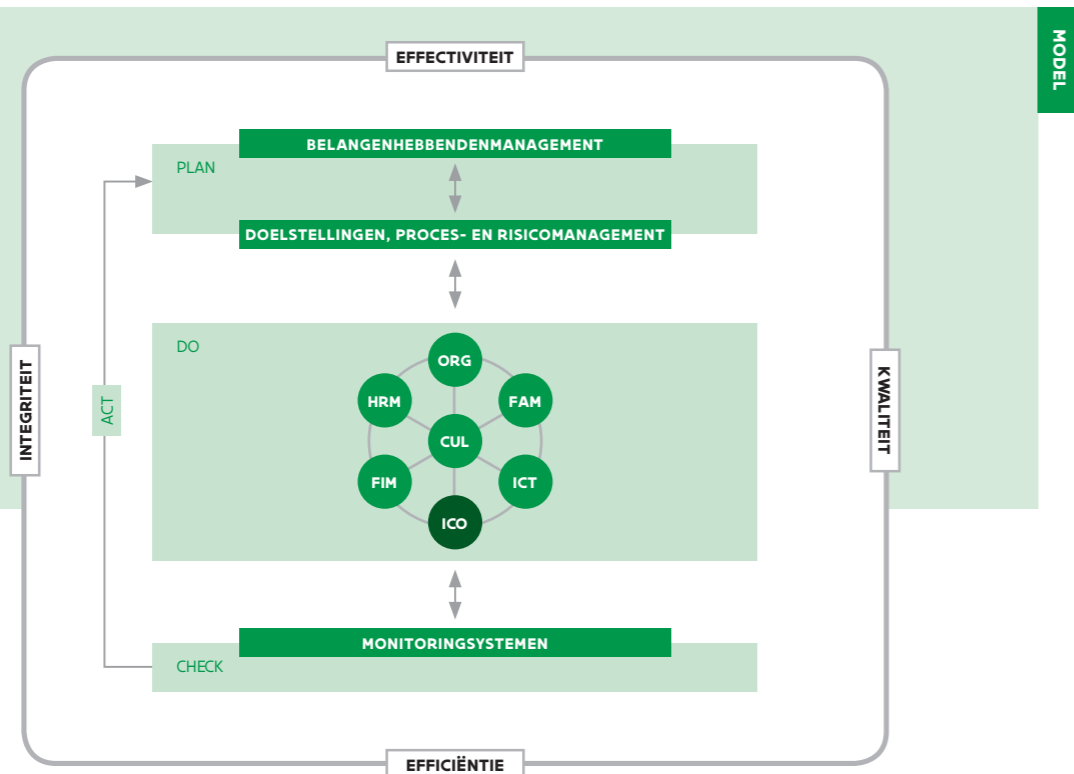 MODEL
EFFECTIVITEIT
BELANGENHEBBENDENMANAGEMENT
PLAN
DOELSTELLINGEN, PROCES- EN RISICOMANAGEMENT
DO
ORG
HRM
FAM
CUL
FIM
ICT
ICO
INTEGRITEIT
ACT
KWALITEIT
MONITORINGSYSTEMEN
CHECK
EFFICIËNTIE